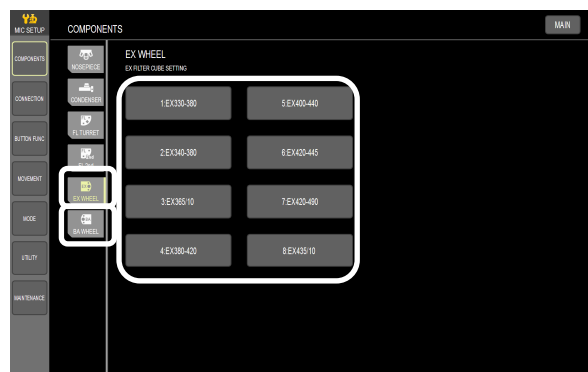 MIC SETUP
COMPONENTS
MAIN
COMPONENTS
CONNECTION
BUTTON FUNC
MOVEMENT
MODE
UTILITY
MAINTENANCE
NOSEPIECE
CONDENSER
FL TURRET
EX WHEEL
BA WHEEL
EX WHEEL
EX FILTER CUBE SETTING
1:EX330-380
5:EX400-440
2:EX340-380
6:EX420-445
3:EX365/10
7:EX420-490
4:EX380-420
8:EX435/10